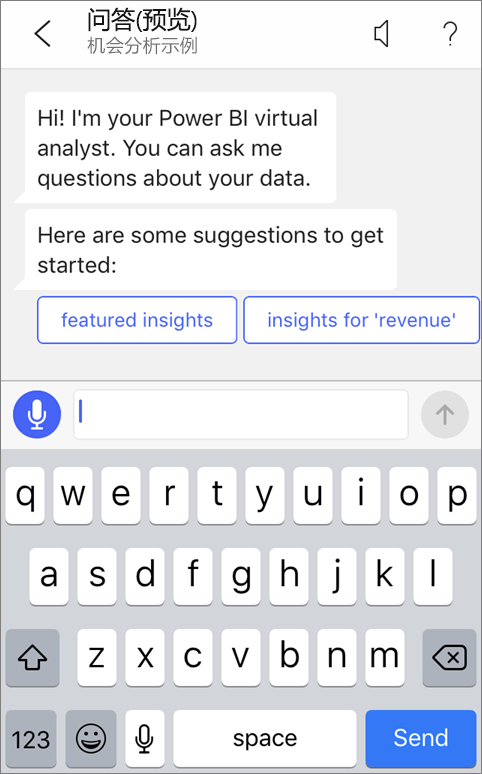 问答(预览)
机会分析示例
?
Hi! I'm your Power BI virtual
analyst. You can ask me
questions about your data.
Here are some suggestions to get
started:
featured insights
insights for 'revenue'
q w e r t y u i o p
a s d f g h j k l
z x c v b n m
123 space Send